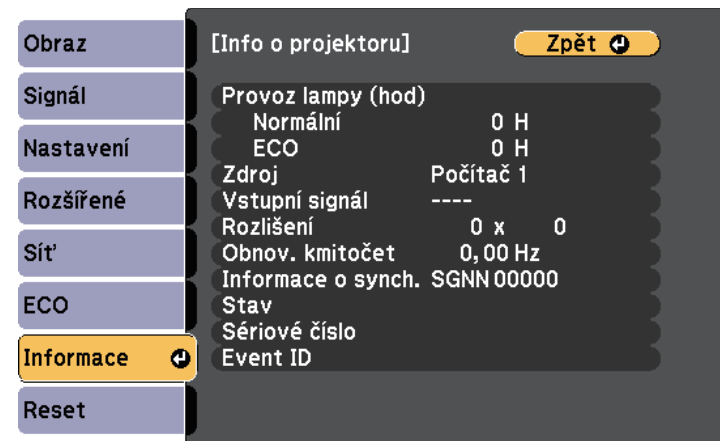 Obraz
Signál
Nastavení
Rozšířené
Síť
ECO
Informace
Reset
[Info o projektoru] Zpět
Provoz lampy (hod)
Normální 0 H
ECO 0 H
Zdroj Počítač 1
Vstupní signál ----
Rozlišení 0 x 0
Obnov. kmitočet 0,00 Hz
Informace o synch. SGNN 00000
Stav
Sériové číslo
Event ID